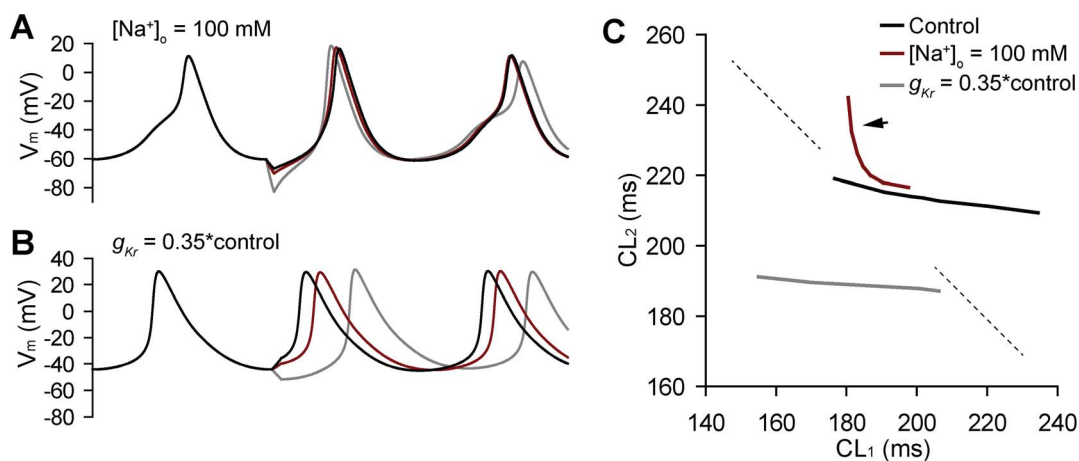 A
[Na⁺]ₒ = 100 mM
20
0
-20
-40
-60
-80
Vₘ (mV)
B
g_Kr = 0.35*control
40
20
0
-20
-40
-60
-80
Vₘ (mV)
C
Control
[Na⁺]ₒ = 100 mM
g_Kr = 0.35*control
260
240
220
200
180
160
CL₂ (ms)
140 160 180 200 220 240
CL₁ (ms)